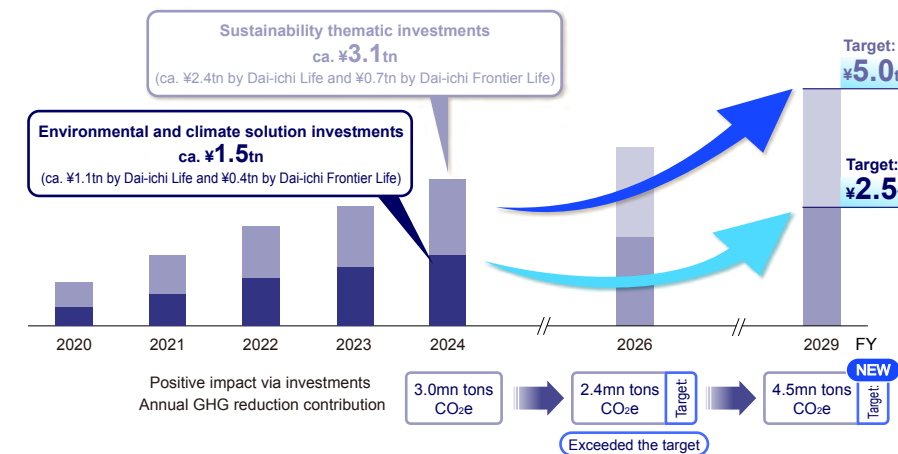 Sustainability thematic investments
ca. ¥3.1tn
(ca. ¥2.4tn by Dai-ichi Life and ¥0.7tn by Dai-ichi Frontier Life)
Target:
¥5.0t
Environmental and climate solution investments
ca. ¥1.5tn
(ca. ¥1.1tn by Dai-ichi Life and ¥0.4tn by Dai-ichi Frontier Life)
Target:
¥2.5
2020 2021 2022 2023 2024 // 2026 // 2029 FY
NEW
Positive impact via investments
Annual GHG reduction contribution
3.0mn tons
CO2e
2.4mn tons
CO2e
Target:
4.5mn tons
CO2e
Target:
Exceeded the target